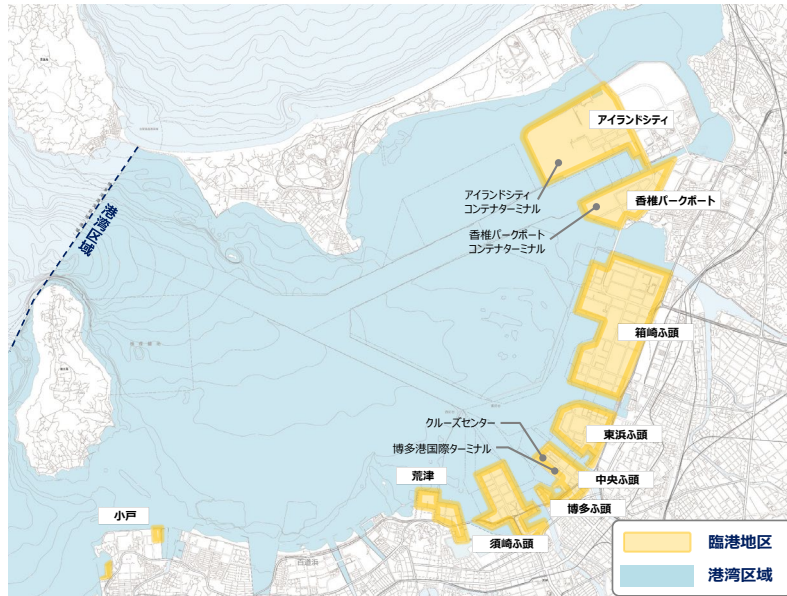 アイランドシティ
アイランドシティ
コンテナターミナル
香椎パークポート
香椎パークポート
コンテナターミナル
港湾区域
箱崎ふ頭
クルーズセンター
東浜ふ頭
博多港国際ターミナル
中央ふ頭
荒津
博多ふ頭
小戸
須崎ふ頭
百道浜
臨港地区
港湾区域